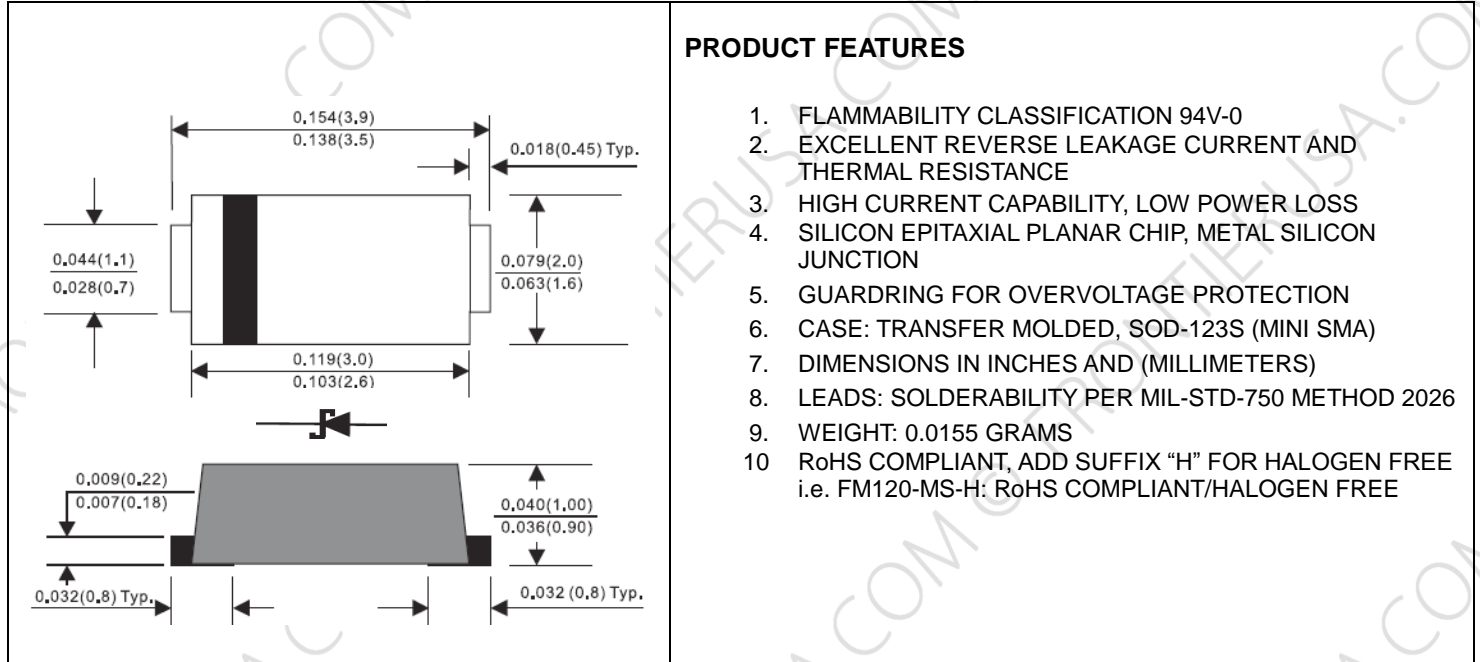 0.154(3.9)
0.138(3.5)
0.018(0.45) Typ.
0.044(1.1)
0.028(0.7)
0.079(2.0)
0.063(1.6)
0.119(3.0)
0.103(2.6)
0.009(0.22)
0.007(0.18)
0.040(1.00)
0.036(0.90)
0.032(0.8) Typ.
0.032 (0.8) Typ.
PRODUCT FEATURES
1. FLAMMABILITY CLASSIFICATION 94V-0
2. EXCELLENT REVERSE LEAKAGE CURRENT AND
THERMAL RESISTANCE
3. HIGH CURRENT CAPABILITY, LOW POWER LOSS
4. SILICON EPITAXIAL PLANAR CHIP, METAL SILICON
JUNCTION
5. GUARDRING FOR OVERVOLTAGE PROTECTION
6. CASE: TRANSFER MOLDED, SOD-123S (MINI SMA)
7. DIMENSIONS IN INCHES AND (MILLIMETERS)
8. LEADS: SOLDERABILITY PER MIL-STD-750 METHOD 2026
9. WEIGHT: 0.0155 GRAMS
10 RoHS COMPLIANT, ADD SUFFIX “H” FOR HALOGEN FREE
i.e. FM120-MS-H: RoHS COMPLIANT/HALOGEN FREE